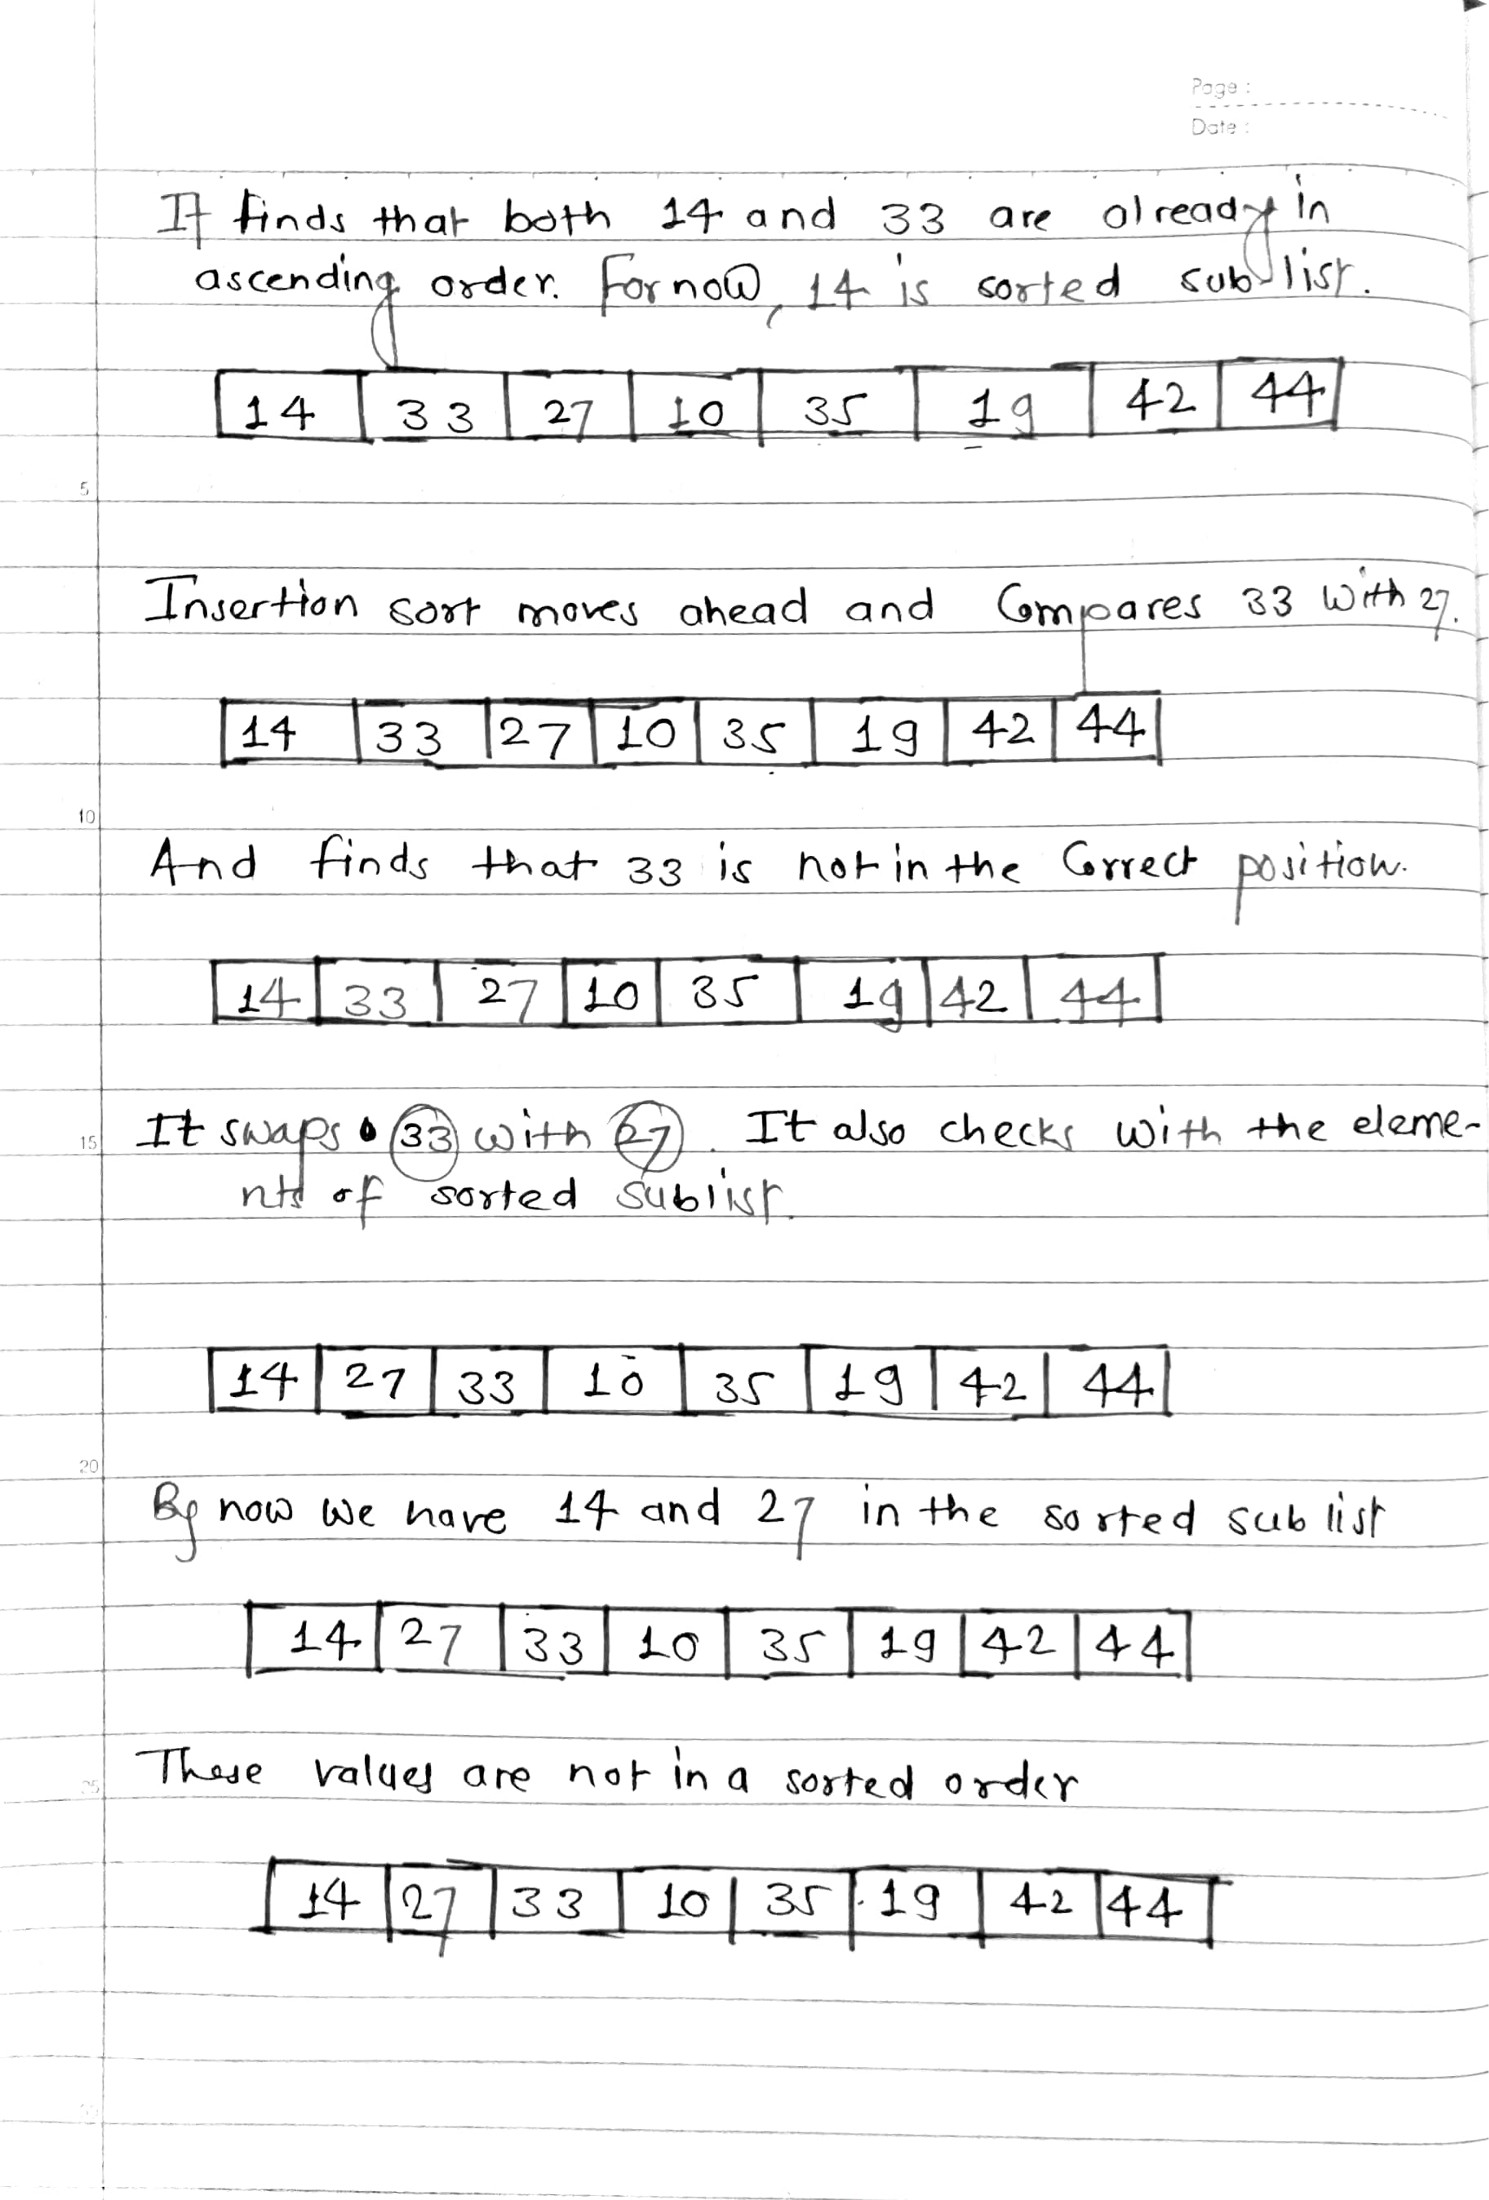 Page :
Date :
It finds that both 14 and 33 are already in
ascending order. For now, 14 is sorted sub-list.
14 33 27 10 35 19 42 44
5
Insertion sort moves ahead and Compares 33 With 27.
14 33 27 10 35 19 42 44
10
And finds that 33 is not in the Correct position.
14 33 27 10 35 19 42 44
15
It swaps 33 with 27. It also checks with the eleme-
nts of sorted sublist.
14 27 33 10 35 19 42 44
20
By now we have 14 and 27 in the sorted sub list
14 27 33 10 35 19 42 44
These values are not in a sorted order
25
14 27 33 10 35 19 42 44